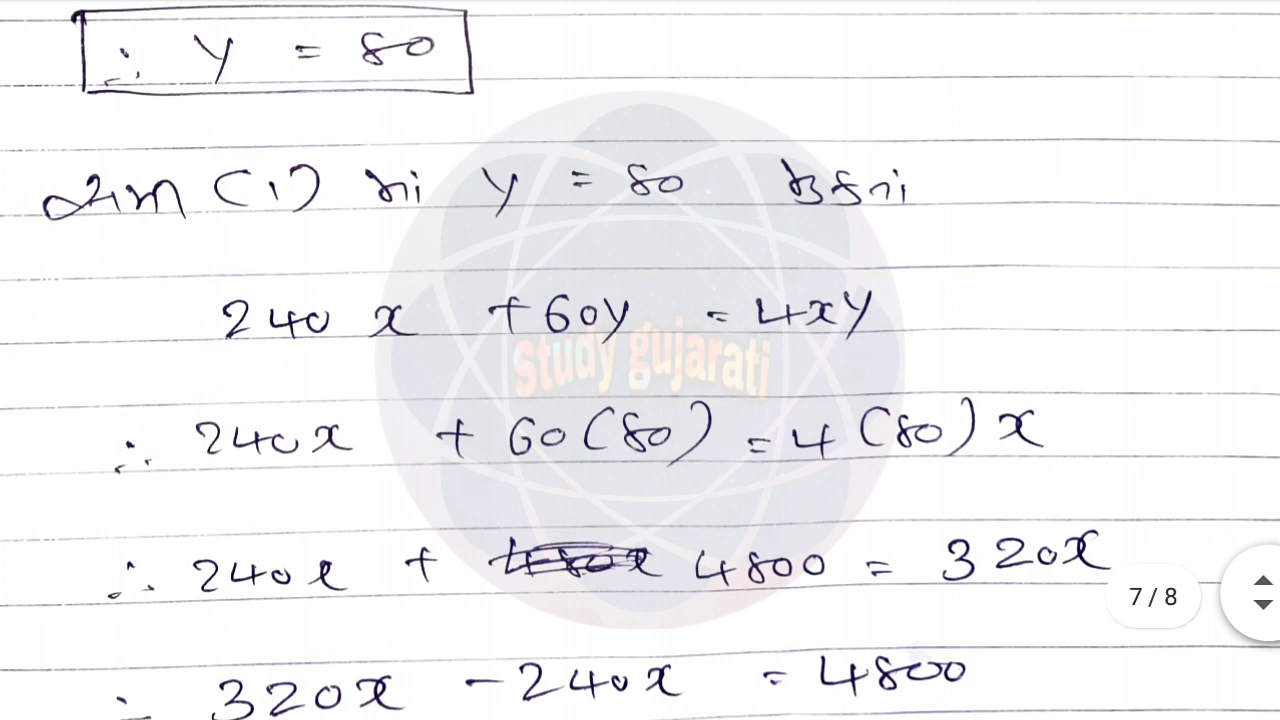 ∴ y = 80
સમી (1) માં y = 80 મુકતાં
240 x + 60y = 4xy
Study gujarati
∴ 240x + 60(80) = 4(80)x
∴ 240x + 4800 = 320x
7 / 8
∴ 320x - 240x = 4800